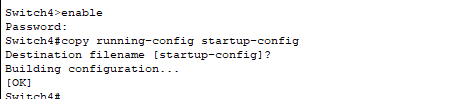 Switch4>enable
Password:
Switch4#copy running-config startup-config
Destination filename [startup-config]?
Building configuration...
[OK]
Switch4#